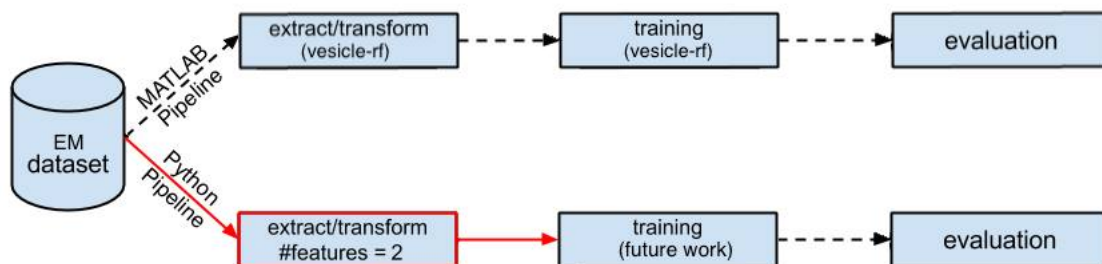 extract/transform
(vesicle-rf)
training
(vesicle-rf)
evaluation
MATLAB
Pipeline
EM
dataset
Python
Pipeline
extract/transform
#features = 2
training
(future work)
evaluation